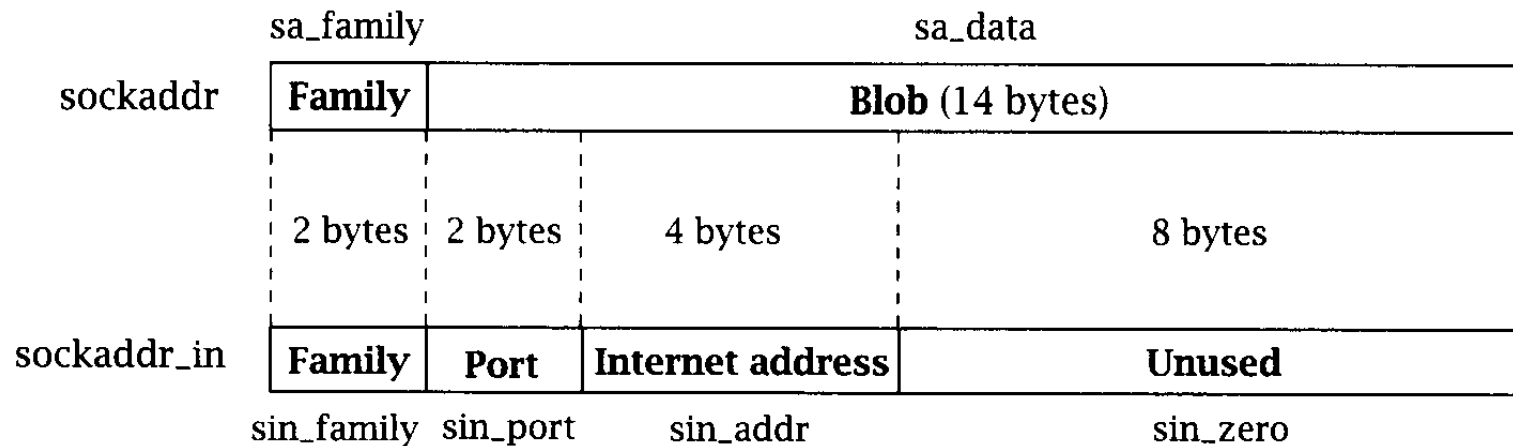 sa_family sa_data
sockaddr Family Blob (14 bytes)
2 bytes 2 bytes 4 bytes 8 bytes
sockaddr_in Family Port Internet address Unused
sin_family sin_port sin_addr sin_zero